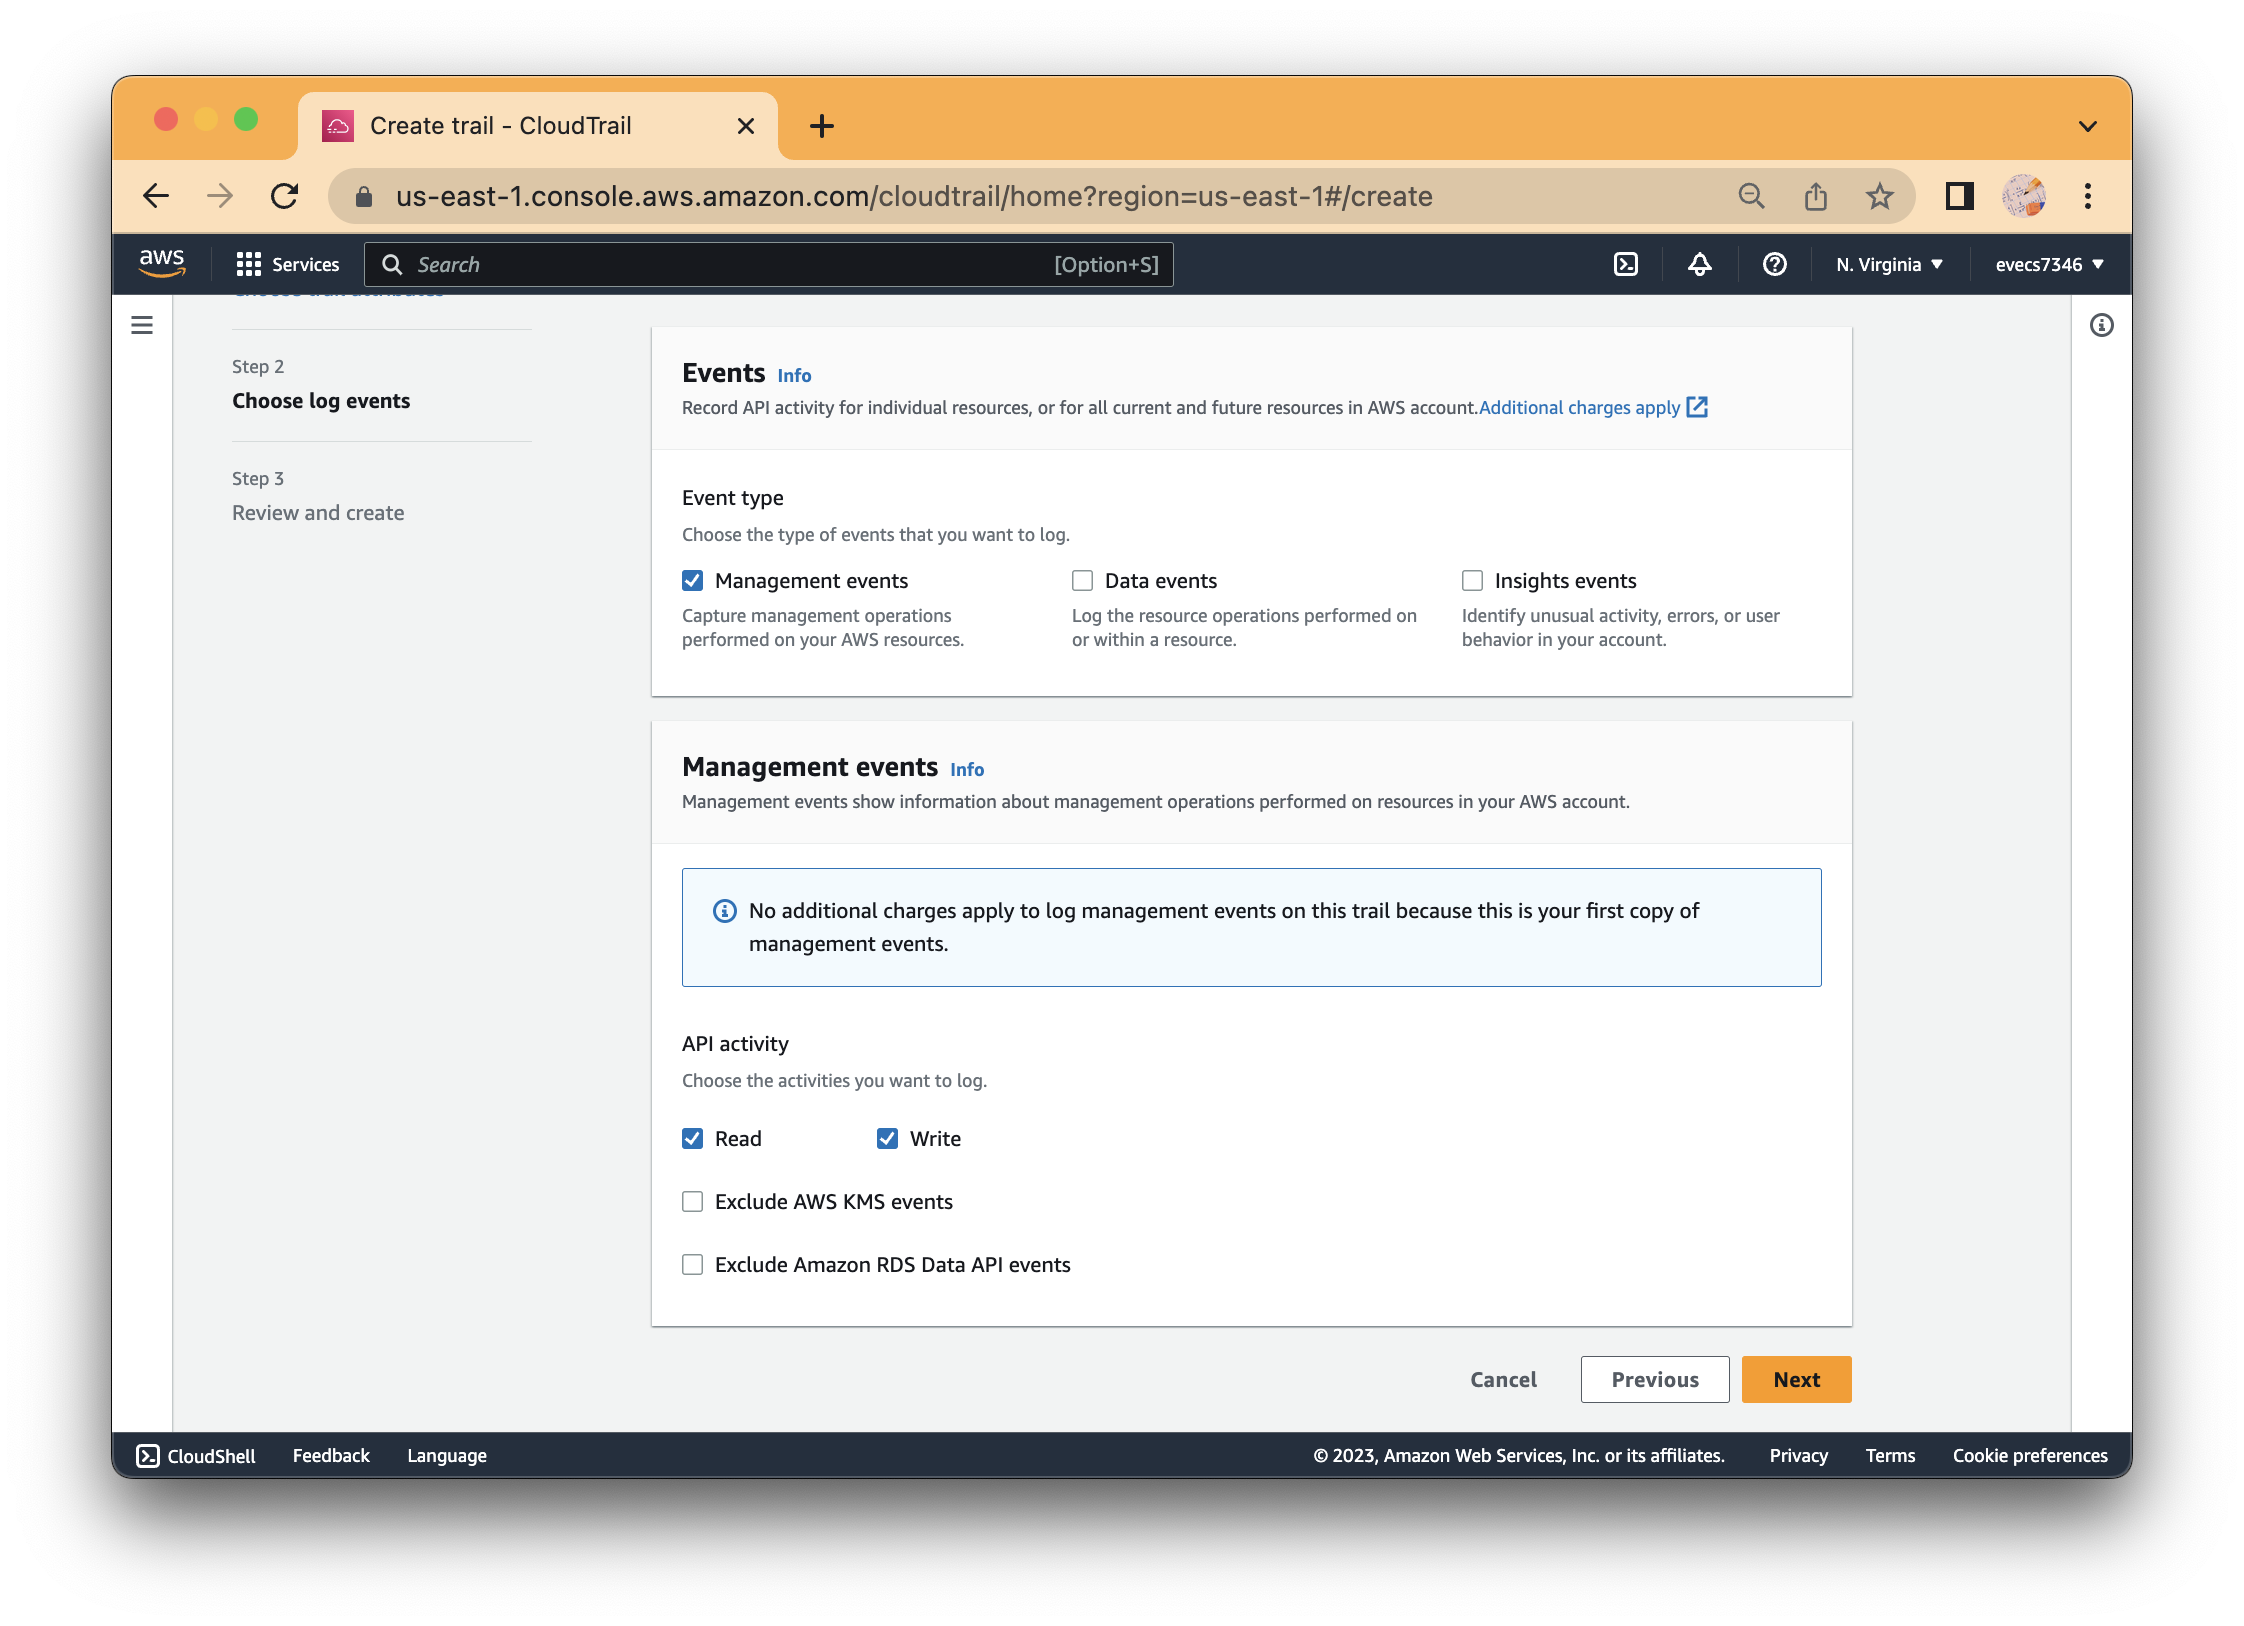 Create trail - CloudTrail
us-east-1.console.aws.amazon.com/cloudtrail/home?region=us-east-1#/create
aws
Services
Search
[Option+S]
N. Virginia
evecs7346
Choose trail attributes
Step 2
Choose log events
Step 3
Review and create
Events Info
Record API activity for individual resources, or for all current and future resources in AWS account.Additional charges apply
Event type
Choose the type of events that you want to log.
Management events
Capture management operations
performed on your AWS resources.
Data events
Log the resource operations performed on
or within a resource.
Insights events
Identify unusual activity, errors, or user
behavior in your account.
Management events Info
Management events show information about management operations performed on resources in your AWS account.
No additional charges apply to log management events on this trail because this is your first copy of
management events.
API activity
Choose the activities you want to log.
Read
Write
Exclude AWS KMS events
Exclude Amazon RDS Data API events
Cancel
Previous
Next
CloudShell
Feedback
Language
© 2023, Amazon Web Services, Inc. or its affiliates.
Privacy
Terms
Cookie preferences